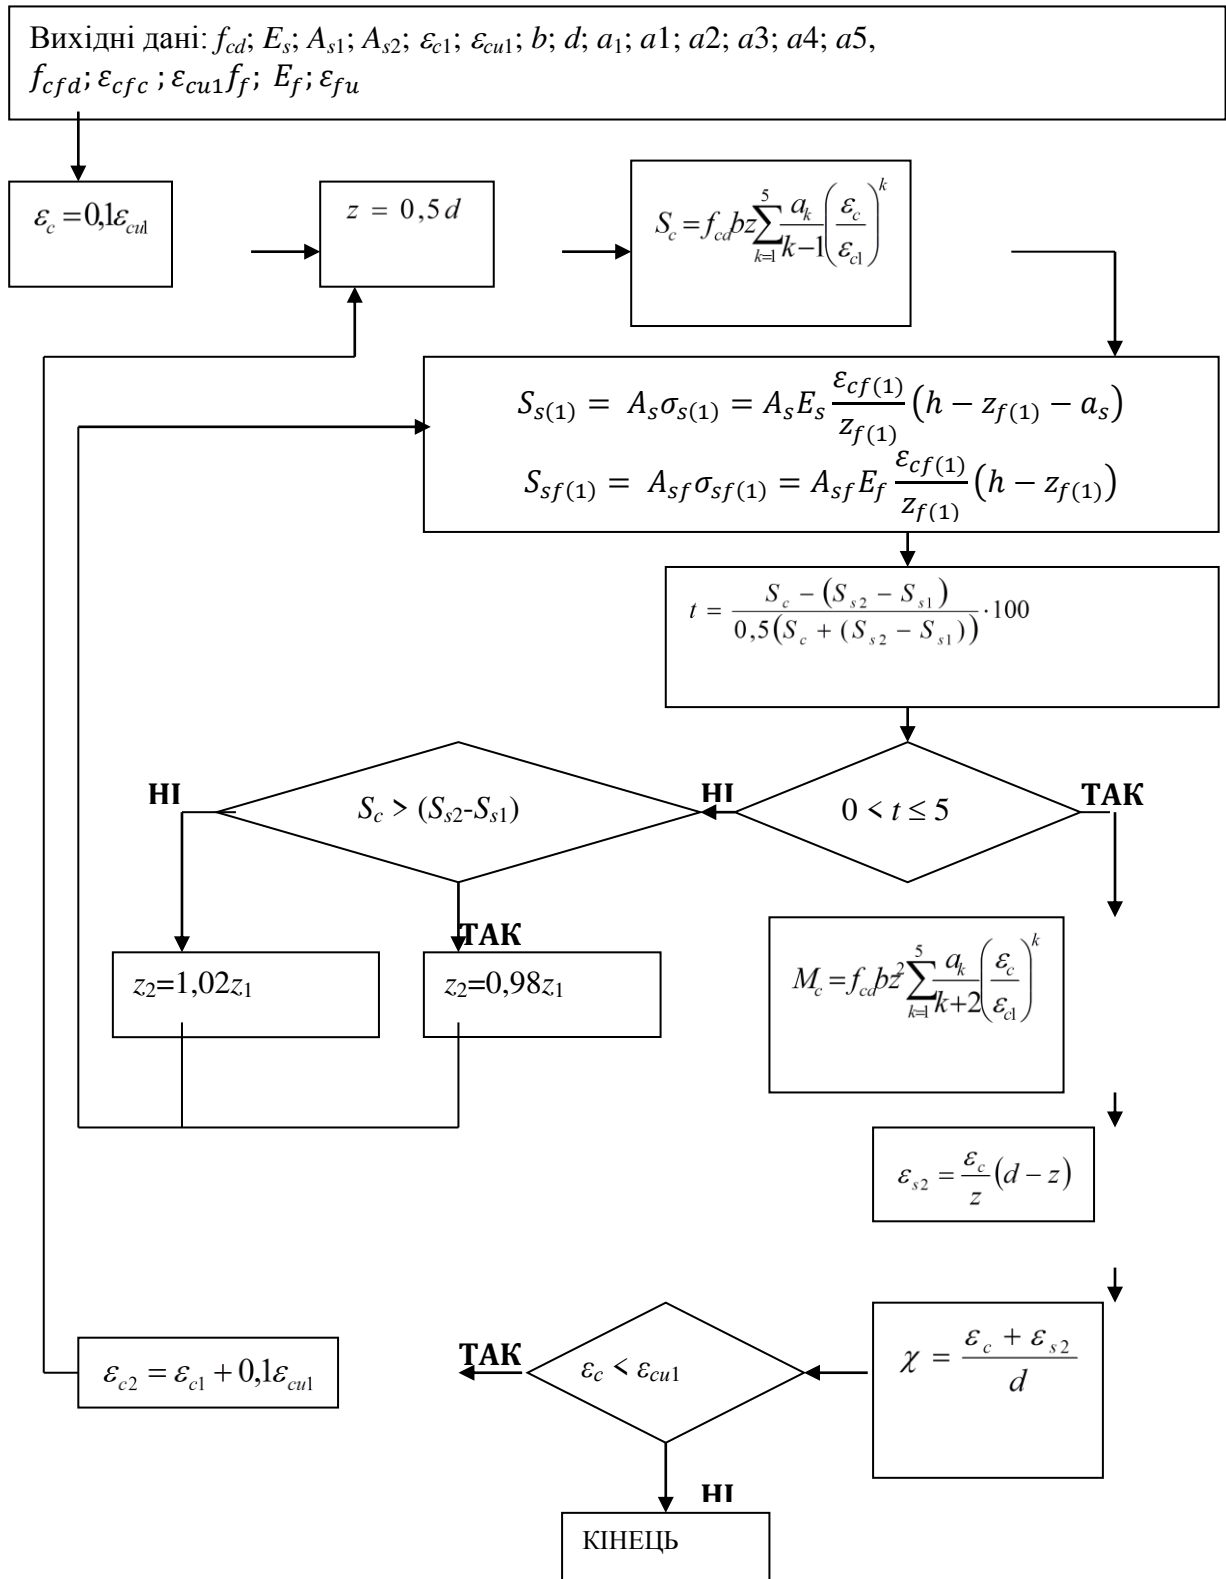 Вихідні дані: f_cd; E_s; A_s1; A_s2; ε_c1; ε_cu1; b; d; a_1; a1; a2; a3; a4; a5,
f_cfd; ε_cfc ; ε_cu1 f_f; E_f; ε_fu
ε_c = 0,1ε_cu1
z = 0,5 d
S_c = f_cd bz ∑_{k=1}^{5} a_k/(k−1) (ε_c/ε_c1)^k
S_s(1) = A_s σ_s(1) = A_s E_s ε_cf(1)/z_f(1) (h − z_f(1) − a_s)
S_sf(1) = A_sf σ_sf(1) = A_sf E_f ε_cf(1)/z_f(1) (h − z_f(1))
t = (S_c − (S_s2 − S_s1))/(0,5(S_c + (S_s2 − S_s1))) · 100
НІ
S_c > (S_s2-S_s1)
НІ
0 < t ≤ 5
ТАК
ТАК
z_2=1,02z_1
z_2=0,98z_1
M_c = f_cd bz^2 ∑_{k=1}^{5} a_k/(k+2) (ε_c/ε_c1)^k
ε_s2 = ε_c/z (d − z)
ε_c2 = ε_c1 + 0,1ε_cu1
ТАК
ε_c < ε_cu1
χ = (ε_c + ε_s2)/d
НІ
КІНЕЦЬ